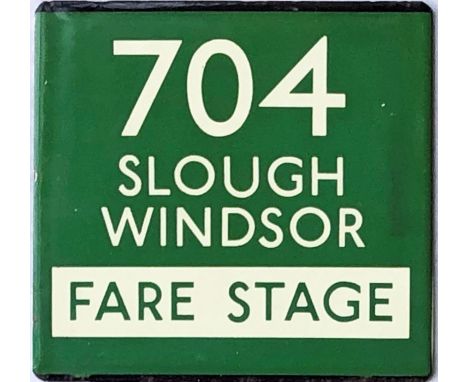 704
SLOUGH
WINDSOR
FARE STAGE